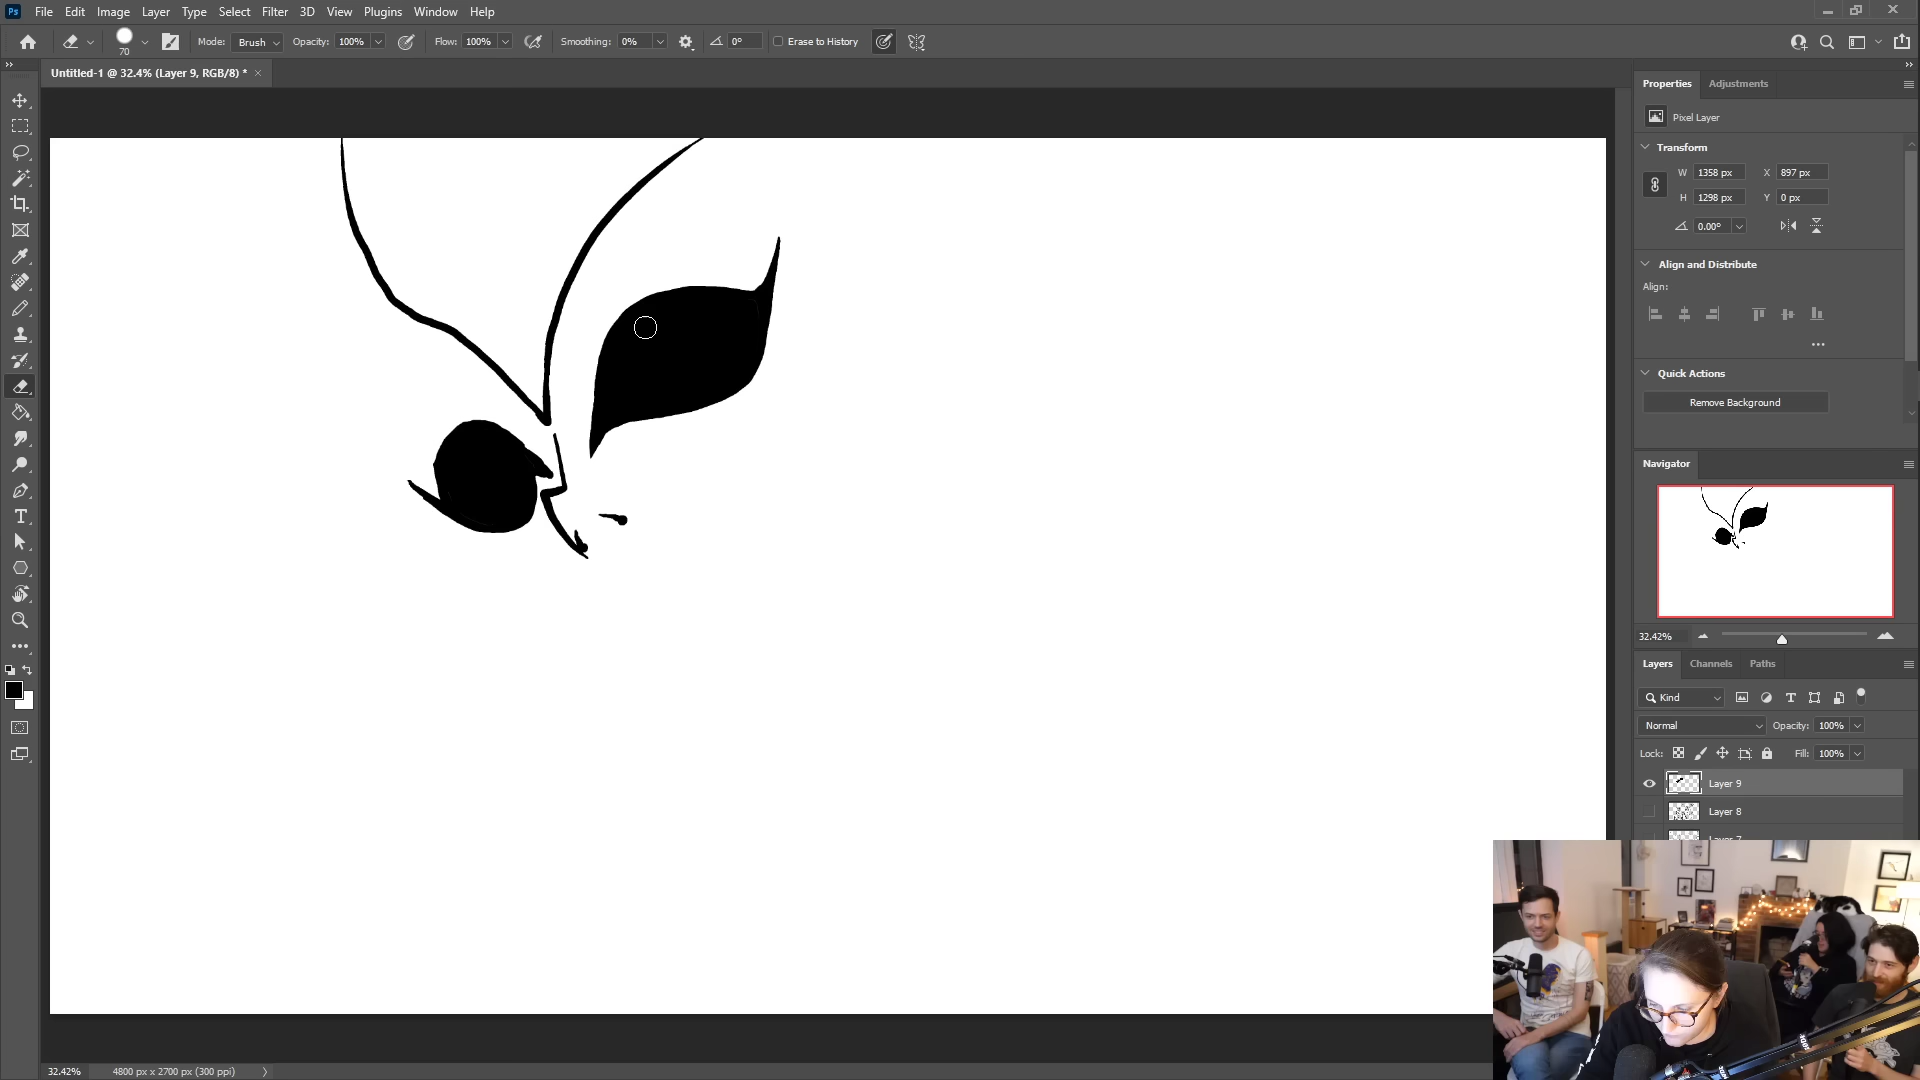 Ps File Edit Image Layer Type Select Filter 3D View Plugins Window Help
70 Mode: Brush Opacity: 100% Flow: 100% Smoothing: 0% 0° Erase to History
Untitled-1 @ 32.4% (Layer 9, RGB/8) *
Properties Adjustments
Pixel Layer
Transform
W 1358 px X 897 px
H 1298 px Y 0 px
0.00°
Align and Distribute
Align:
Quick Actions
Remove Background
Navigator
32.42%
Layers Channels Paths
Kind
Normal Opacity: 100%
Lock: Fill: 100%
Layer 9
Layer 8
Layer 7
32.42% 4800 px x 2700 px (300 ppi)